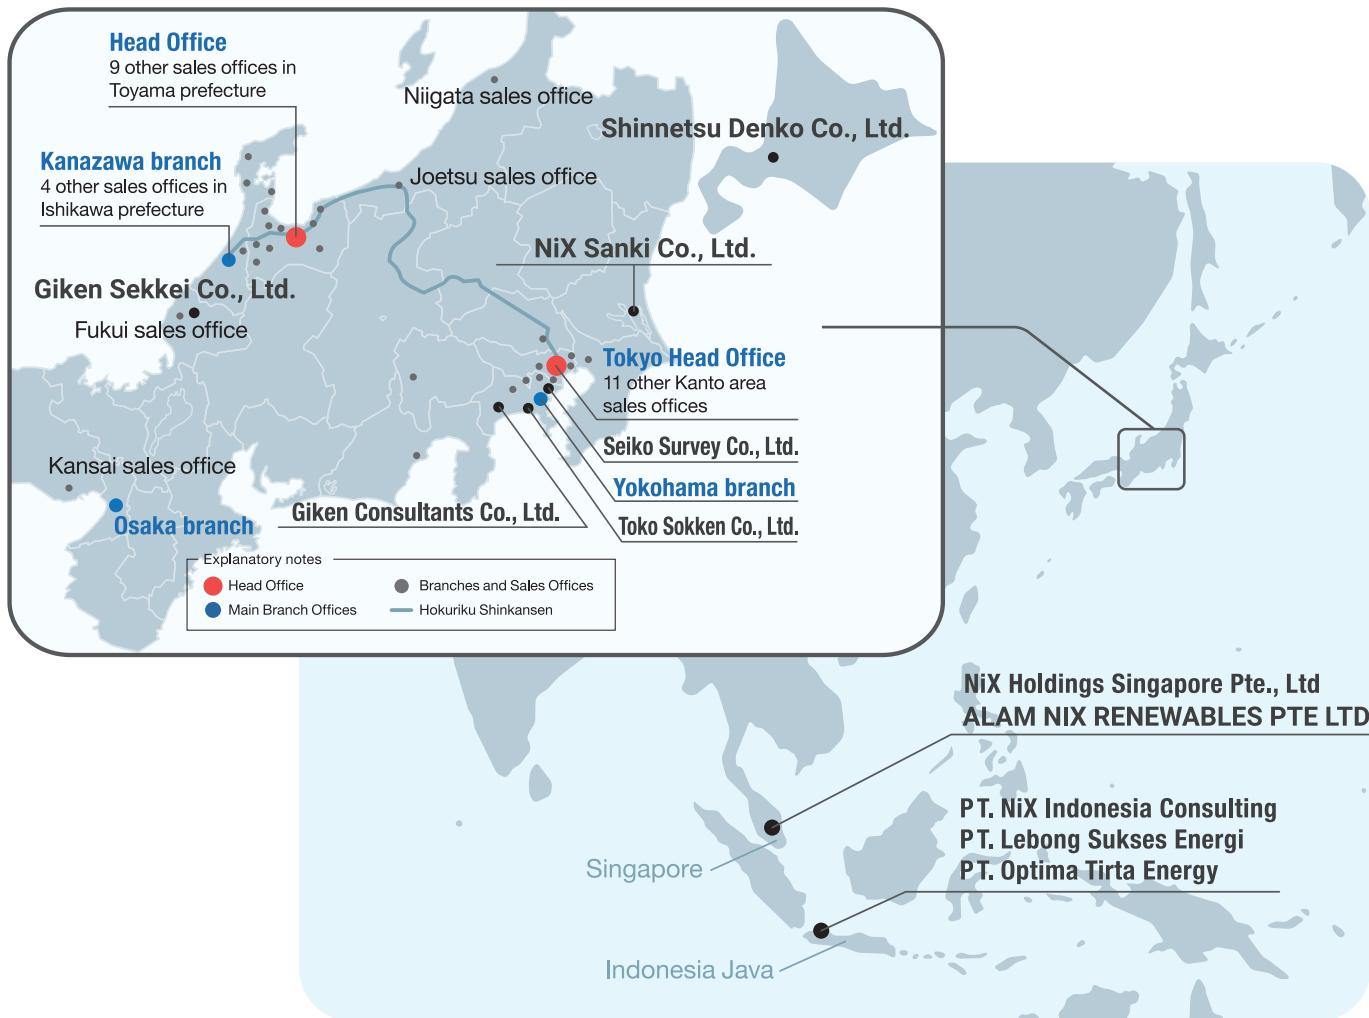 Head Office
9 other sales offices in
Toyama prefecture
Niigata sales office
Shinnetsu Denko Co., Ltd.
Kanazawa branch
4 other sales offices in
Ishikawa prefecture
Joetsu sales office
NiX Sanki Co., Ltd.
Giken Sekkei Co., Ltd.
Fukui sales office
Tokyo Head Office
11 other Kanto area
sales offices
Seiko Survey Co., Ltd.
Kansai sales office
Yokohama branch
Giken Consultants Co., Ltd.
Toko Sokken Co., Ltd.
Osaka branch
Explanatory notes
Head Office
Branches and Sales Offices
Main Branch Offices
Hokuriku Shinkansen
NiX Holdings Singapore Pte., Ltd
ALAM NIX RENEWABLES PTE LTD
PT. NiX Indonesia Consulting
PT. Lebong Sukses Energi
PT. Optima Tirta Energy
Singapore
Indonesia Java